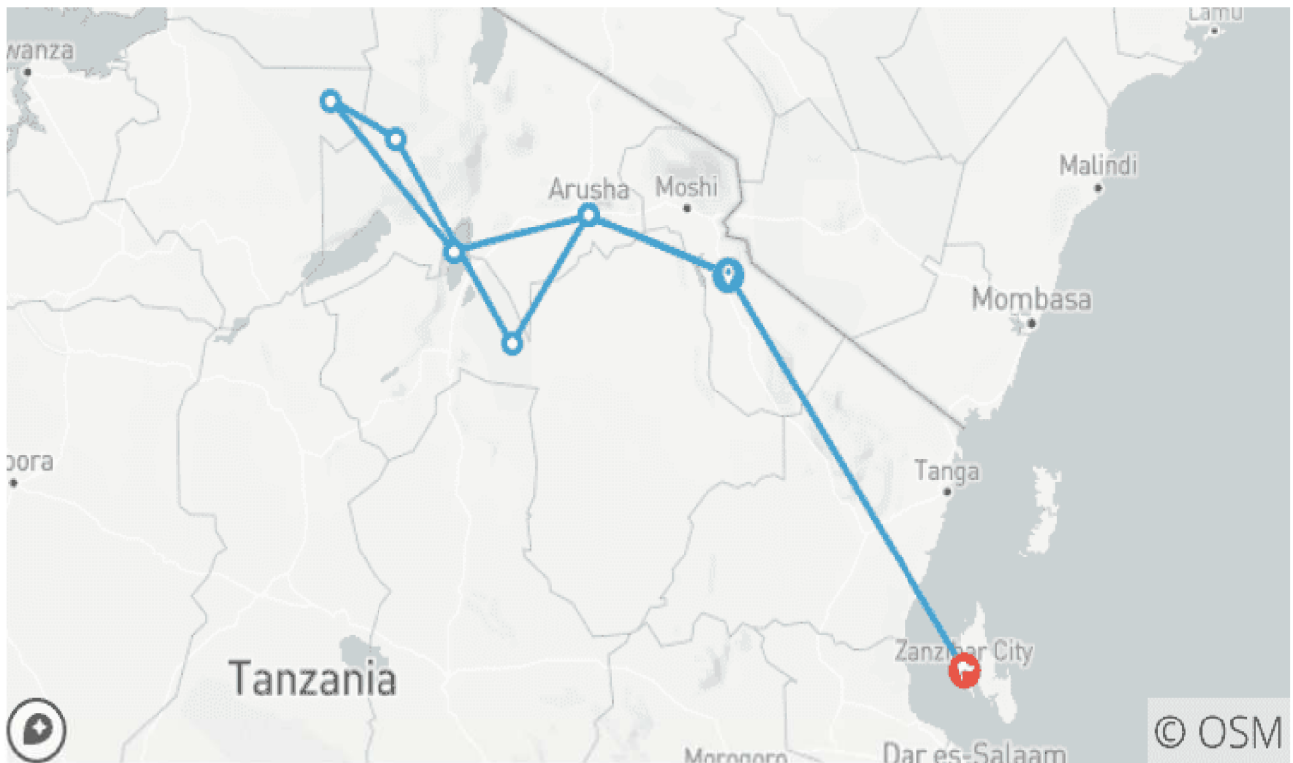 Lamu
wanza
Malindi
Arusha
Moshi
Mombasa
bora
Tanga
Zanzibar City
Tanzania
© OSM
Morogoro
Dar es-Salaam